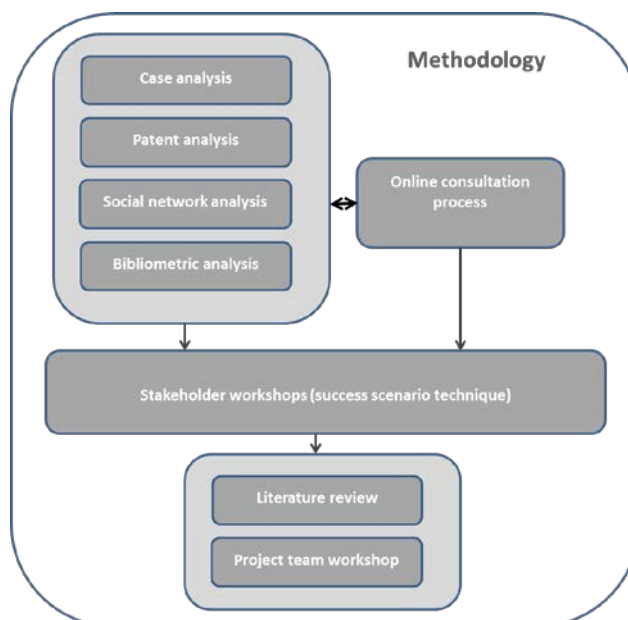 Methodology
Case analysis
Patent analysis
Social network analysis
Bibliometric analysis
Online consultation
process
Stakeholder workshops (success scenario technique)
Literature review
Project team workshop